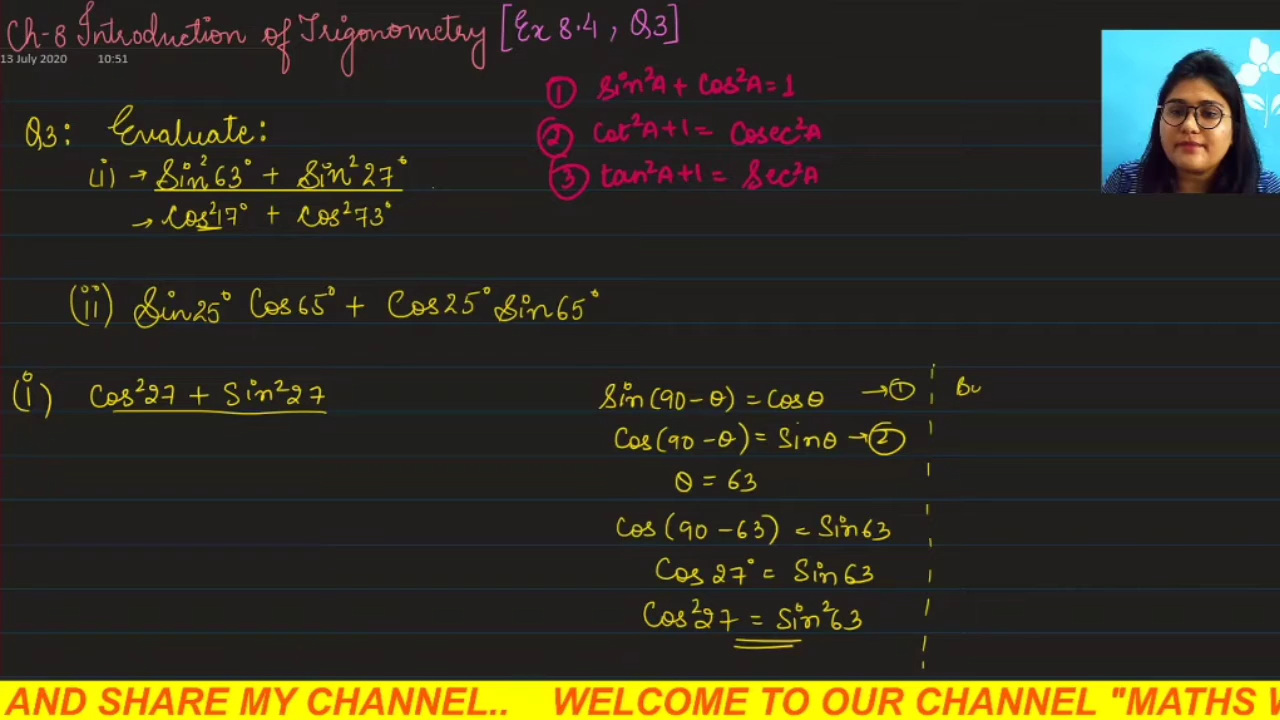 Ch-8 Introduction of Trigonometry [Ex 8.4, Q3]
13 July 2020 10:51
① Sin²A + Cos²A = 1
② Cot²A + 1 = Cosec²A
③ tan²A + 1 = Sec²A
Q3: Evaluate:
(i) → Sin²63° + Sin²27°
→ Cos²17° + Cos²73°
(ii) Sin25° Cos65° + Cos25° Sin65°
(i) Cos²27 + Sin²27
Sin(90 - θ) = Cosθ → ①
Cos(90 - θ) = Sinθ → ②
θ = 63
Cos(90 - 63) = Sin63
Cos27° = Sin63
Cos²27 = Sin²63
AND SHARE MY CHANNEL.. WELCOME TO OUR CHANNEL "MATHS